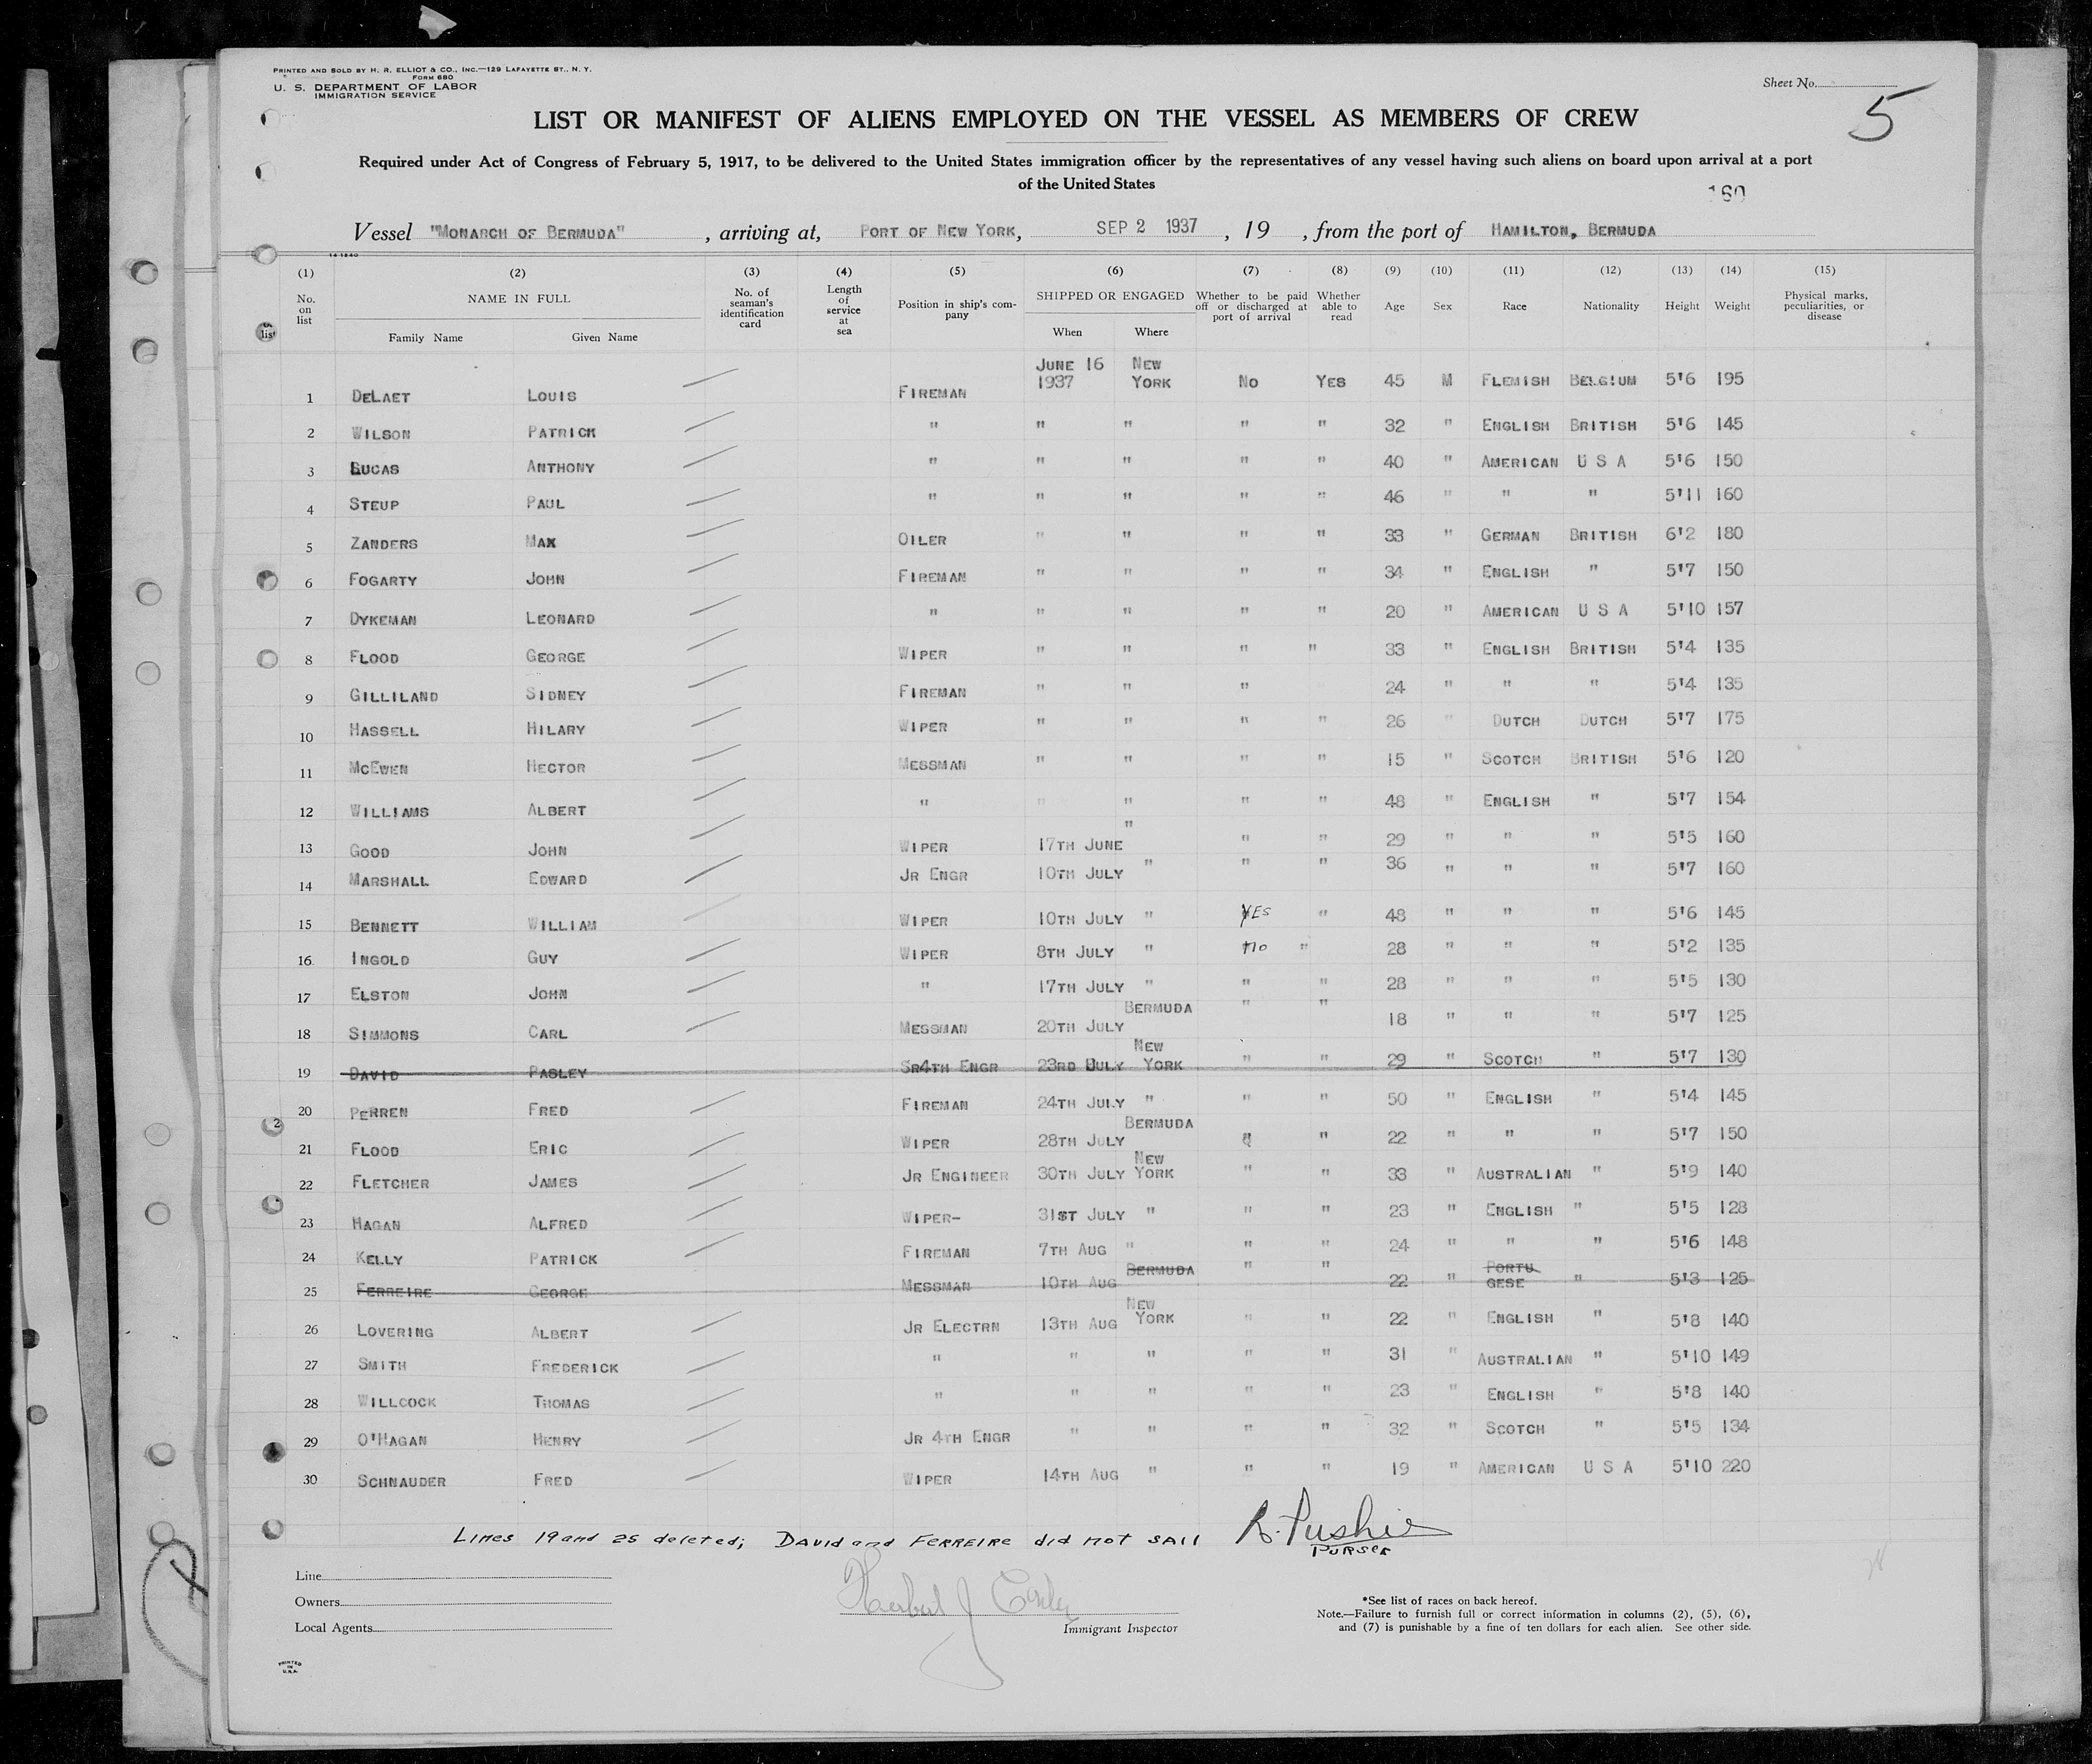 PRINTED AND SOLD BY H. R. ELLIOT & CO., INC.—129 LAFAYETTE ST., N. Y.
FORM 680
U. S. DEPARTMENT OF LABOR
IMMIGRATION SERVICE
Sheet No.
5
LIST OR MANIFEST OF ALIENS EMPLOYED ON THE VESSEL AS MEMBERS OF CREW
Required under Act of Congress of February 5, 1917, to be delivered to the United States immigration officer by the representatives of any vessel having such aliens on board upon arrival at a port
of the United States
160
Vessel "MONARCH OF BERMUDA", arriving at, PORT OF NEW YORK, SEP 2 1937, 19, from the port of HAMILTON, BERMUDA
(1) (2) (3) (4) (5) (6) (7) (8) (9) (10) (11) (12) (13) (14) (15)
No. on list NAME IN FULL Family Name Given Name No. of seaman's identification card Length of service at sea Position in ship's company SHIPPED OR ENGAGED When Where Whether to be paid off or discharged at port of arrival Whether able to read Age Sex Race Nationality Height Weight Physical marks, peculiarities, or disease
1 DELAET LOUIS FIREMAN JUNE 16 1937 NEW YORK NO YES 45 M FLEMISH BELGIUM 5'6 195
2 WILSON PATRICK " " " " " 32 " ENGLISH BRITISH 5'6 145
3 LUCAS ANTHONY " " " " " 40 " AMERICAN U S A 5'6 150
4 STEUP PAUL " " " " " 46 " " " 5'11 160
5 ZANDERS MAX OILER " " " " 33 " GERMAN BRITISH 6'2 180
6 FOGARTY JOHN FIREMAN " " " " 34 " ENGLISH " 5'7 150
7 DYKEMAN LEONARD " " " " " 20 " AMERICAN U S A 5'10 157
8 FLOOD GEORGE WIPER " " " " 33 " ENGLISH BRITISH 5'4 135
9 GILLILAND SIDNEY FIREMAN " " " 24 " " " 5'4 135
10 HASSELL HILARY WIPER " " " " 26 " DUTCH DUTCH 5'7 175
11 MCEWEN HECTOR MESSMAN " " " " 15 " SCOTCH BRITISH 5'6 120
12 WILLIAMS ALBERT " " " " " 48 " ENGLISH " 5'7 154
13 GOOD JOHN WIPER 17TH JUNE " " " 29 " " " 5'5 160
14 MARSHALL EDWARD JR ENGR 10TH JULY " " " 36 " " " 5'7 160
15 BENNETT WILLIAM WIPER 10TH JULY " YES " 48 " " " 5'6 145
16 INGOLD GUY WIPER 8TH JULY " No " 28 " " " 5'2 135
17 ELSTON JOHN " 17TH JULY " " " 28 " " " 5'5 130
18 SIMMONS CARL MESSMAN 20TH JULY BERMUDA " " 18 " " " 5'7 125
19 DAVID PASLEY SR4TH ENGR 23RD JULY NEW YORK " " 29 " SCOTCH " 5'7 130
20 PERREN FRED FIREMAN 24TH JULY " " " 50 " ENGLISH " 5'4 145
21 FLOOD ERIC WIPER 28TH JULY BERMUDA " " 22 " " " 5'7 150
22 FLETCHER JAMES JR ENGINEER 30TH JULY NEW YORK " " 33 " AUSTRALIAN " 5'9 140
23 HAGAN ALFRED WIPER- 31ST JULY " " " 23 " ENGLISH " 5'5 128
24 KELLY PATRICK FIREMAN 7TH AUG " " " 24 " " " 5'6 148
25 FERREIRE GEORGE MESSMAN 10TH AUG BERMUDA " " 22 " PORTU GESE " 5'3 125
26 LOVERING ALBERT JR ELECTRN 13TH AUG NEW YORK " " 22 " ENGLISH " 5'8 140
27 SMITH FREDERICK " " " " " 31 " AUSTRALIAN " 5'10 149
28 WILLCOCK THOMAS " " " " " 23 " ENGLISH " 5'8 140
29 O'HAGAN HENRY JR 4TH ENGR " " " " 32 " SCOTCH " 5'5 134
30 SCHNAUDER FRED WIPER 14TH AUG " " " 19 " AMERICAN U S A 5'10 220
Lines 19 and 25 deleted; DAVID and FERREIRE did not sail R. Pushie
PURSER
Line
Owners
Local Agents
Herbert J
Immigrant Inspector
28
*See list of races on back hereof.
Note.—Failure to furnish full or correct information in columns (2), (5), (6),
and (7) is punishable by a fine of ten dollars for each alien. See other side.
PRINTED IN U.S.A.